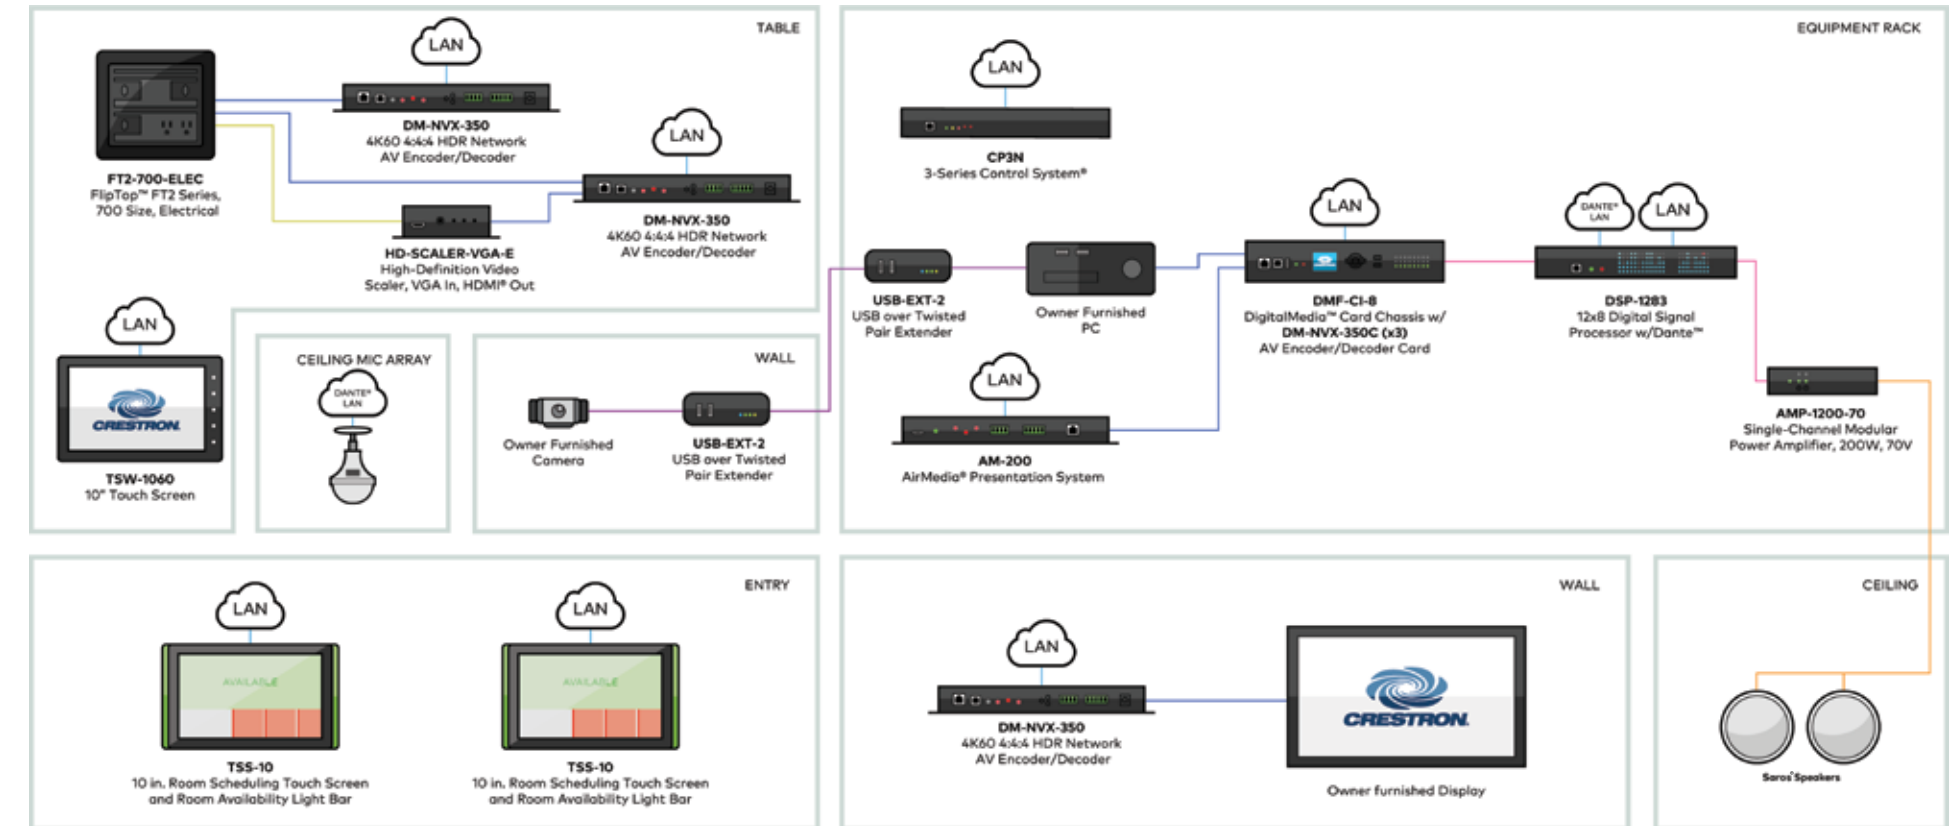 TABLE
LAN
DM-NVX-350
4K60 4:4:4 HDR Network
AV Encoder/Decoder
FT2-700-ELEC
FlipTop™ FT2 Series,
700 Size, Electrical
LAN
DM-NVX-350
4K60 4:4:4 HDR Network
AV Encoder/Decoder
HD-SCALER-VGA-E
High-Definition Video
Scaler, VGA In, HDMI® Out
LAN
CRESTRON
TSW-1060
10" Touch Screen
CEILING MIC ARRAY
DANTE®
LAN
WALL
Owner Furnished
Camera
USB-EXT-2
USB over Twisted
Pair Extender
EQUIPMENT RACK
LAN
CP3N
3-Series Control System®
USB-EXT-2
USB over Twisted
Pair Extender
Owner Furnished
PC
LAN
DMF-CI-8
DigitalMedia™ Card Chassis w/
DM-NVX-350C (x3)
AV Encoder/Decoder Card
DANTE®
LAN
LAN
DSP-1283
12x8 Digital Signal
Processor w/Dante™
LAN
AM-200
AirMedia® Presentation System
AMP-1200-70
Single-Channel Modular
Power Amplifier, 200W, 70V
ENTRY
LAN
AVAILABLE
TSS-10
10 in. Room Scheduling Touch Screen
and Room Availability Light Bar
LAN
AVAILABLE
TSS-10
10 in. Room Scheduling Touch Screen
and Room Availability Light Bar
WALL
LAN
DM-NVX-350
4K60 4:4:4 HDR Network
AV Encoder/Decoder
CRESTRON
Owner furnished Display
CEILING
Saros® Speakers